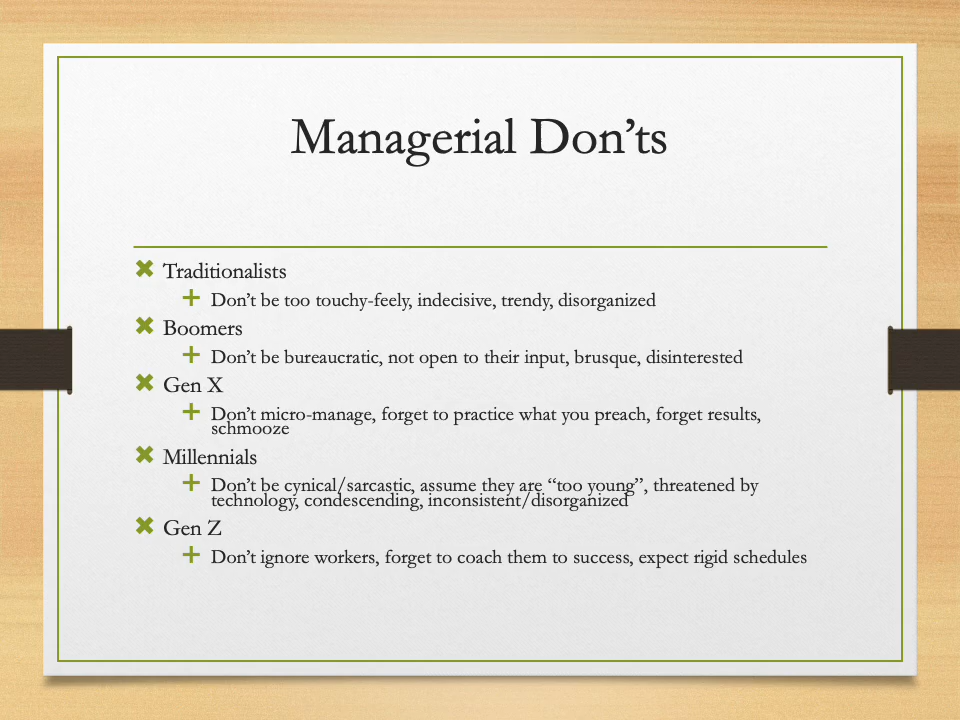 Managerial Don’ts
Traditionalists
Don’t be too touchy-feely, indecisive, trendy, disorganized
Boomers
Don’t be bureaucratic, not open to their input, brusque, disinterested
Gen X
Don’t micro-manage, forget to practice what you preach, forget results,
schmooze
Millennials
Don’t be cynical/sarcastic, assume they are “too young”, threatened by
technology, condescending, inconsistent/disorganized
Gen Z
Don’t ignore workers, forget to coach them to success, expect rigid schedules